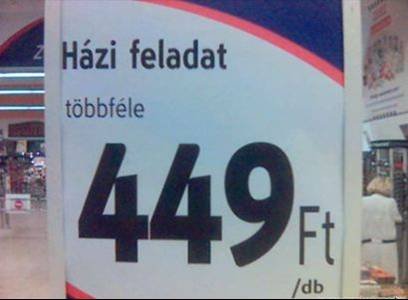 Házi feladat
többféle
449 Ft
/db